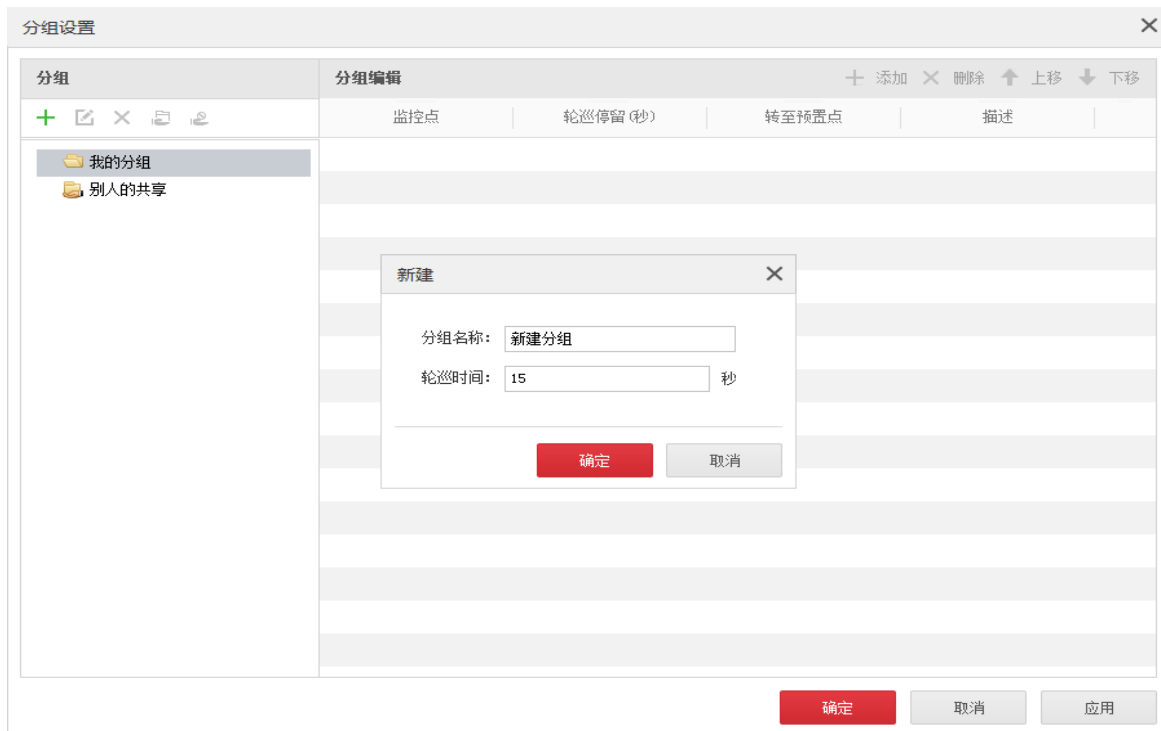 分组设置
分组
分组编辑 添加 删除 上移 下移
监控点 轮巡停留(秒) 转至预置点 描述
我的分组
别人的共享
新建
分组名称: 新建分组
轮巡时间: 15 秒
确定 取消
确定 取消 应用